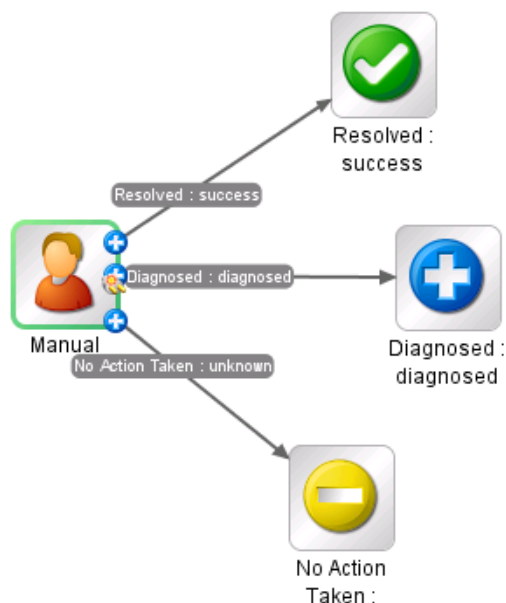 Resolved :
success
Resolved : success
Diagnosed : diagnosed
Manual
Diagnosed :
diagnosed
No Action Taken : unknown
No Action
Taken :